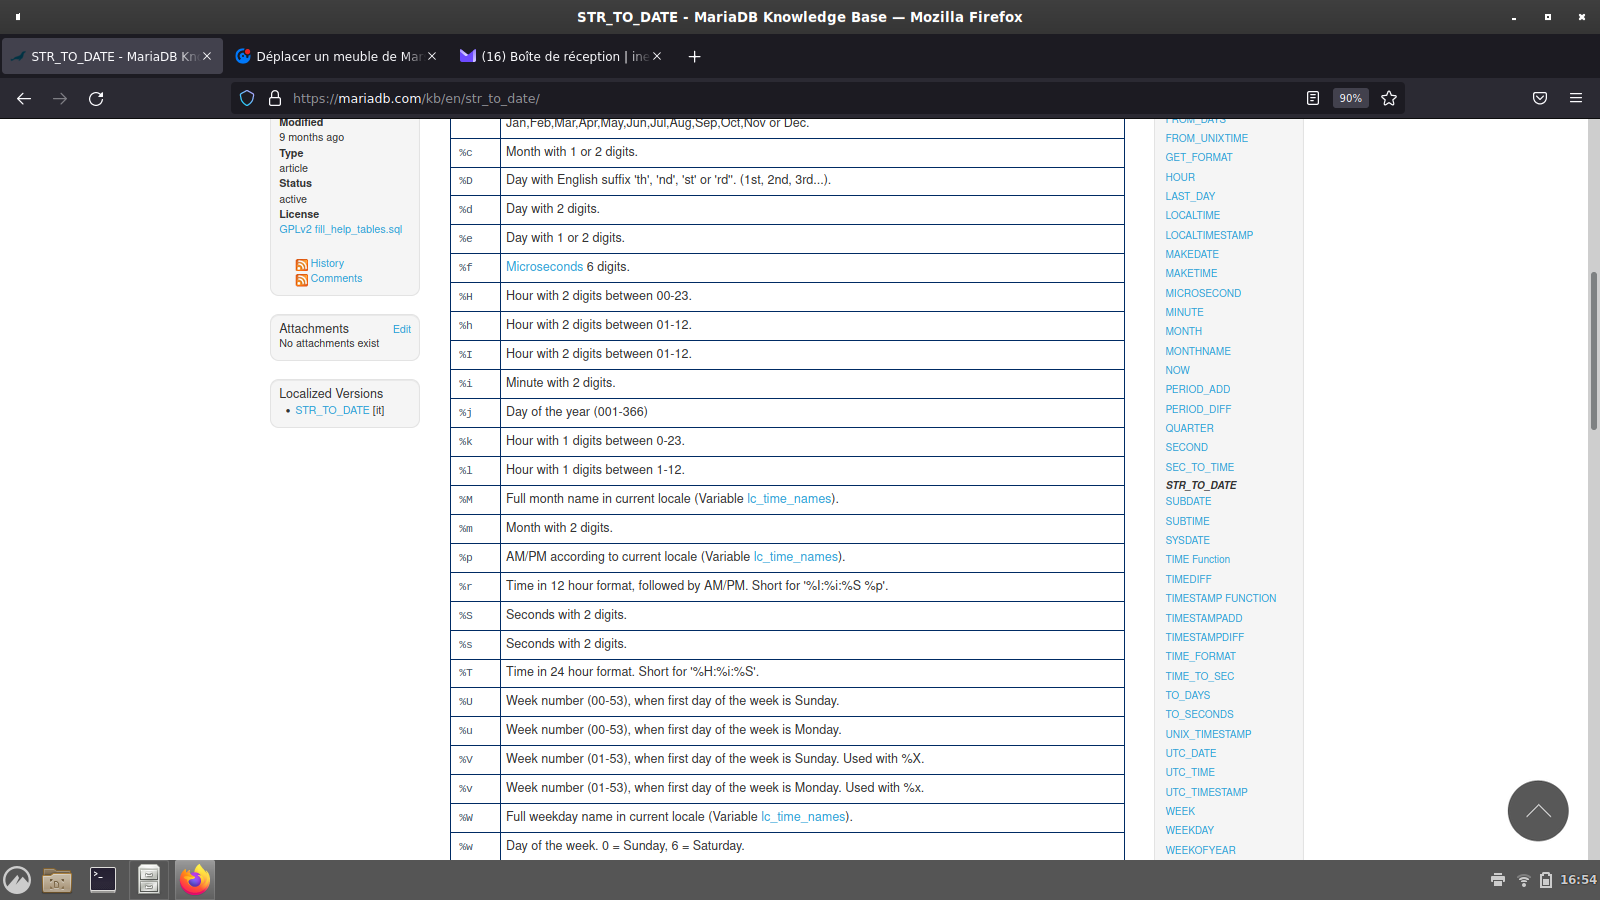 STR_TO_DATE - MariaDB Knowledge Base — Mozilla Firefox
STR_TO_DATE - MariaDB Kn
Déplacer un meuble de Mar
(16) Boîte de réception | ine
https://mariadb.com/kb/en/str_to_date/
90%
Modified
9 months ago
Type
article
Status
active
License
GPLv2 fill_help_tables.sql
History
Comments
Attachments Edit
No attachments exist
Localized Versions
• STR_TO_DATE [it]
Jan,Feb,Mar,Apr,May,Jun,Jul,Aug,Sep,Oct,Nov or Dec.
%c Month with 1 or 2 digits.
%D Day with English suffix 'th', 'nd', 'st' or 'rd''. (1st, 2nd, 3rd...).
%d Day with 2 digits.
%e Day with 1 or 2 digits.
%f Microseconds 6 digits.
%H Hour with 2 digits between 00-23.
%h Hour with 2 digits between 01-12.
%I Hour with 2 digits between 01-12.
%i Minute with 2 digits.
%j Day of the year (001-366)
%k Hour with 1 digits between 0-23.
%l Hour with 1 digits between 1-12.
%M Full month name in current locale (Variable lc_time_names).
%m Month with 2 digits.
%p AM/PM according to current locale (Variable lc_time_names).
%r Time in 12 hour format, followed by AM/PM. Short for '%I:%i:%S %p'.
%S Seconds with 2 digits.
%s Seconds with 2 digits.
%T Time in 24 hour format. Short for '%H:%i:%S'.
%U Week number (00-53), when first day of the week is Sunday.
%u Week number (00-53), when first day of the week is Monday.
%V Week number (01-53), when first day of the week is Sunday. Used with %X.
%v Week number (01-53), when first day of the week is Monday. Used with %x.
%W Full weekday name in current locale (Variable lc_time_names).
%w Day of the week. 0 = Sunday, 6 = Saturday.
FROM_DAYS
FROM_UNIXTIME
GET_FORMAT
HOUR
LAST_DAY
LOCALTIME
LOCALTIMESTAMP
MAKEDATE
MAKETIME
MICROSECOND
MINUTE
MONTH
MONTHNAME
NOW
PERIOD_ADD
PERIOD_DIFF
QUARTER
SECOND
SEC_TO_TIME
STR_TO_DATE
SUBDATE
SUBTIME
SYSDATE
TIME Function
TIMEDIFF
TIMESTAMP FUNCTION
TIMESTAMPADD
TIMESTAMPDIFF
TIME_FORMAT
TIME_TO_SEC
TO_DAYS
TO_SECONDS
UNIX_TIMESTAMP
UTC_DATE
UTC_TIME
UTC_TIMESTAMP
WEEK
WEEKDAY
WEEKOFYEAR
16:54